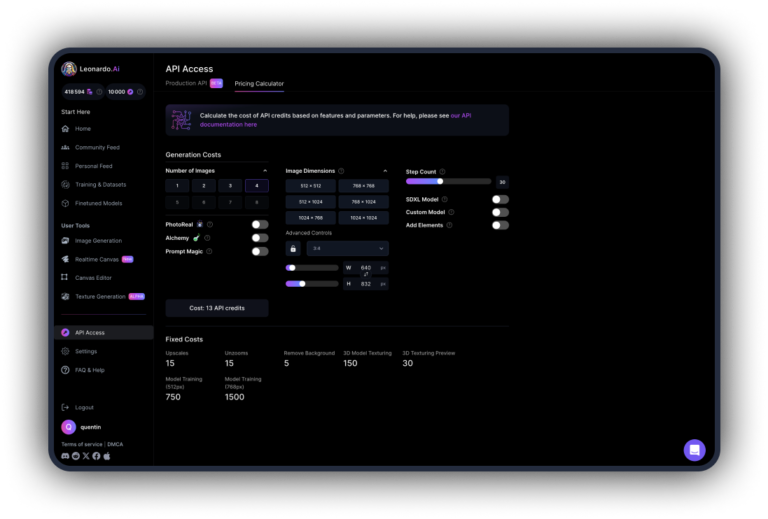 Leonardo.Ai
418 594 10 000
Start Here
Home
Community Feed
Personal Feed
Training & Datasets
Finetuned Models
User Tools
Image Generation
Realtime Canvas New
Canvas Editor
Texture Generation Alpha
API Access
Settings
FAQ & Help
Logout
Q quentin
Terms of service | DMCA
API Access
Production API BETA Pricing Calculator
Calculate the cost of API credits based on features and parameters. For help, please see our API
documentation here
Generation Costs
Number of Images
1 2 3 4
5 6 7 8
PhotoReal
Alchemy
Prompt Magic
Image Dimensions
512 × 512 768 × 768
512 × 1024 768 × 1024
1024 × 768 1024 × 1024
Advanced Controls
3:4
W 640 px
H 832 px
Step Count
30
SDXL Model
Custom Model
Add Elements
Cost: 13 API credits
Fixed Costs
Upscales Unzooms Remove Background 3D Model Texturing 3D Texturing Preview
15 15 5 150 30
Model Training Model Training
(512px) (768px)
750 1500